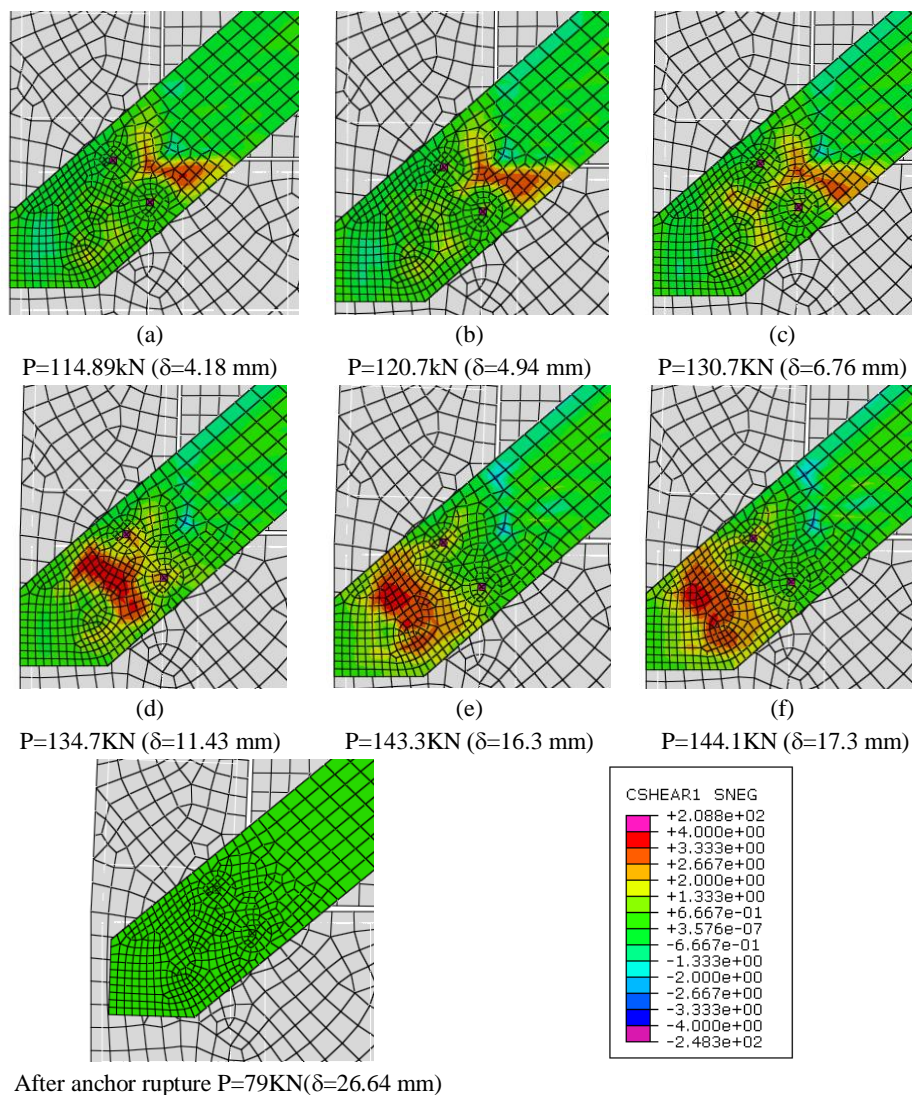 (a)
(b)
(c)
P=114.89kN (δ=4.18 mm)
P=120.7kN (δ=4.94 mm)
P=130.7KN (δ=6.76 mm)
(d)
(e)
(f)
P=134.7KN (δ=11.43 mm)
P=143.3KN (δ=16.3 mm)
P=144.1KN (δ=17.3 mm)
CSHEAR1 SNEG
+2.088e+02
+4.000e+00
+3.333e+00
+2.667e+00
+2.000e+00
+1.333e+00
+6.667e-01
+3.576e-07
-6.667e-01
-1.333e+00
-2.000e+00
-2.667e+00
-3.333e+00
-4.000e+00
-2.483e+02
After anchor rupture P=79KN(δ=26.64 mm)